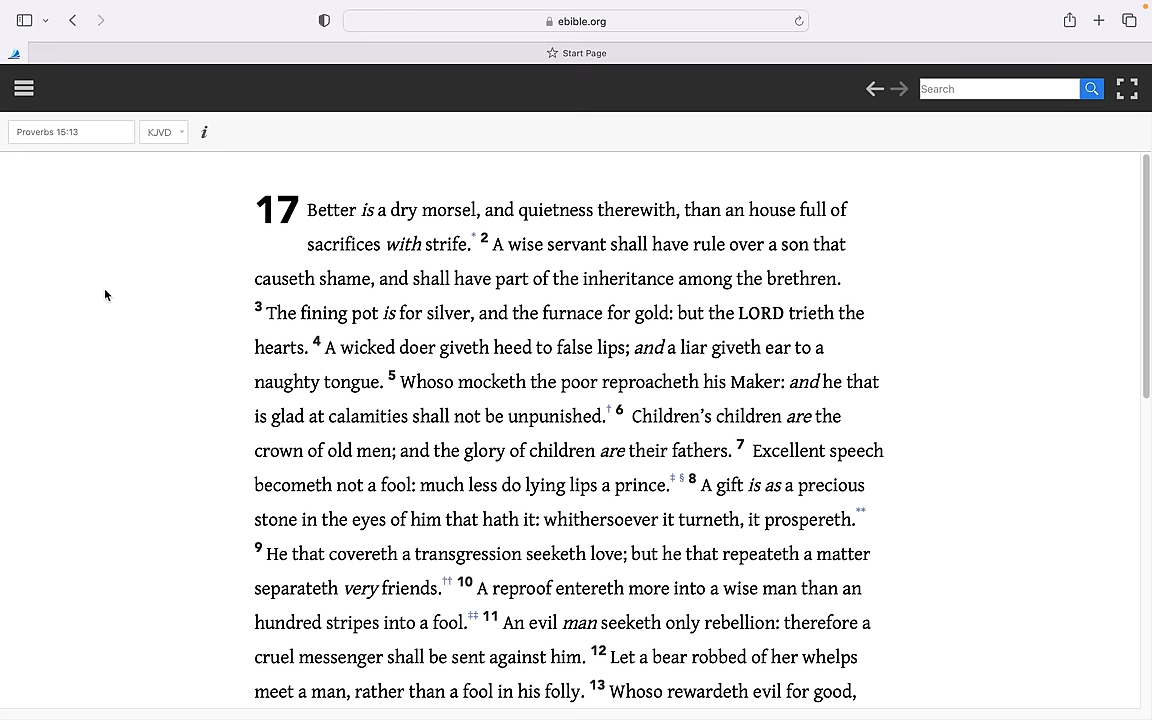 ebible.org
Start Page
Search
Proverbs 15:13
KJVD
i
17 Better is a dry morsel, and quietness therewith, than an house full of
sacrifices with strife.* 2 A wise servant shall have rule over a son that
causeth shame, and shall have part of the inheritance among the brethren.
3 The fining pot is for silver, and the furnace for gold: but the LORD trieth the
hearts. 4 A wicked doer giveth heed to false lips; and a liar giveth ear to a
naughty tongue. 5 Whoso mocketh the poor reproacheth his Maker: and he that
is glad at calamities shall not be unpunished.† 6 Children’s children are the
crown of old men; and the glory of children are their fathers. 7 Excellent speech
becometh not a fool: much less do lying lips a prince.‡ § 8 A gift is as a precious
stone in the eyes of him that hath it: whithersoever it turneth, it prospereth.**
9 He that covereth a transgression seeketh love; but he that repeateth a matter
separateth very friends.†† 10 A reproof entereth more into a wise man than an
hundred stripes into a fool.‡‡ 11 An evil man seeketh only rebellion: therefore a
cruel messenger shall be sent against him. 12 Let a bear robbed of her whelps
meet a man, rather than a fool in his folly. 13 Whoso rewardeth evil for good,